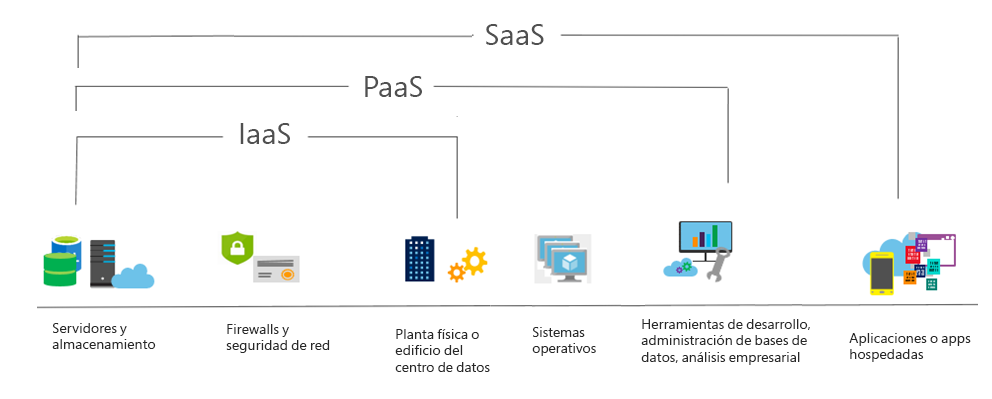 SaaS
PaaS
IaaS
Servidores y
almacenamiento
Firewalls y
seguridad de red
Planta física o
edificio del
centro de datos
Sistemas
operativos
Herramientas de desarrollo,
administración de bases de
datos, análisis empresarial
Aplicaciones o apps
hospedadas